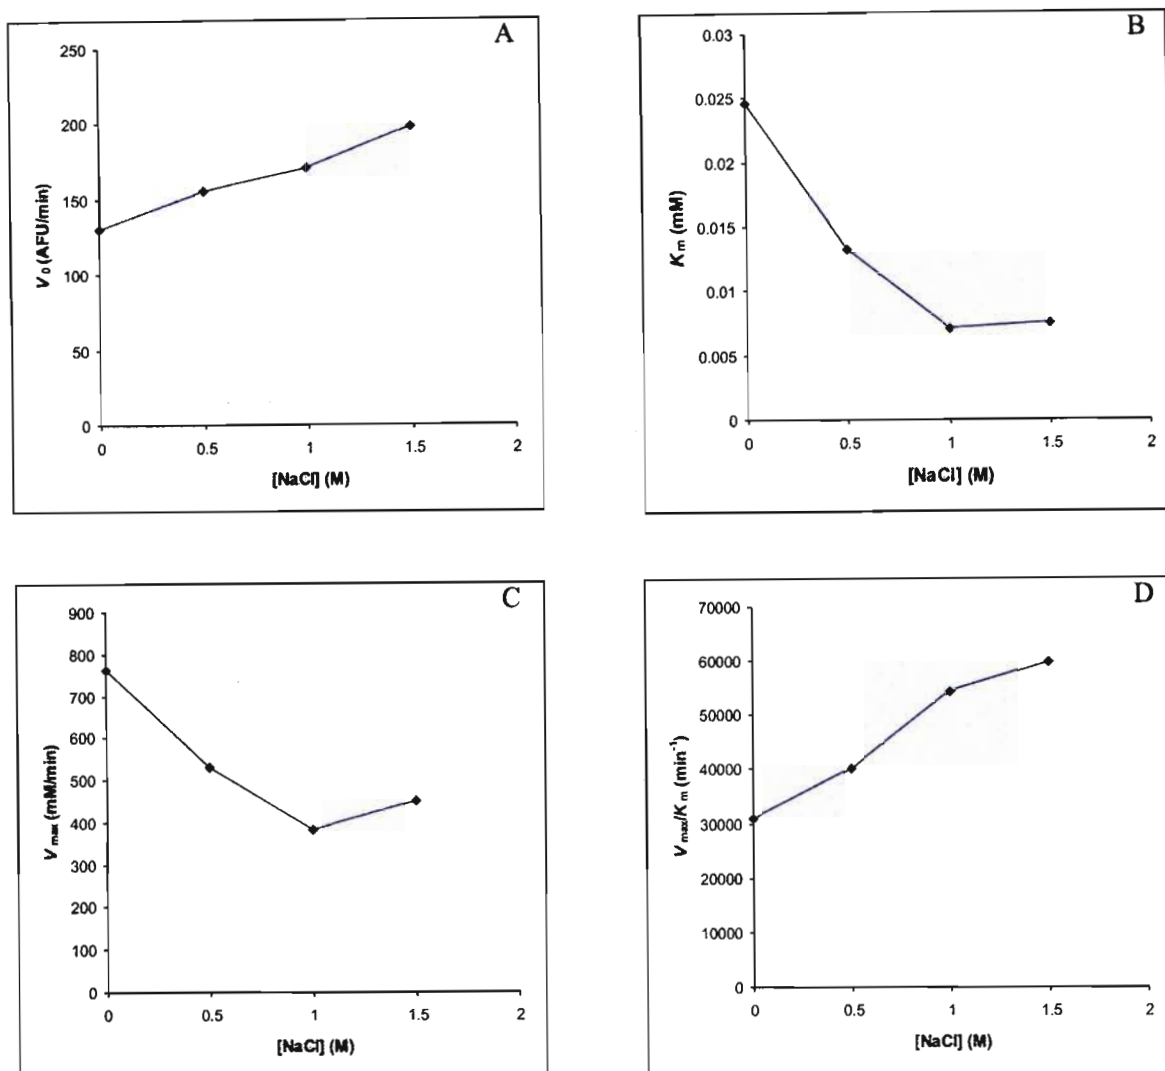 A
250
200
150
100
50
0
V0 (AFU/min)
0 0.5 1 1.5 2
[NaCl] (M)
B
0.03
0.025
0.02
0.015
0.01
0.005
0
Km (mM)
0 0.5 1 1.5 2
[NaCl] (M)
C
900
800
700
600
500
400
300
200
100
0
Vmax (mM/min)
0 0.5 1 1.5 2
[NaCl] (M)
D
70000
60000
50000
40000
30000
20000
10000
0
Vmax/Km (min⁻¹)
0 0.5 1 1.5 2
[NaCl] (M)